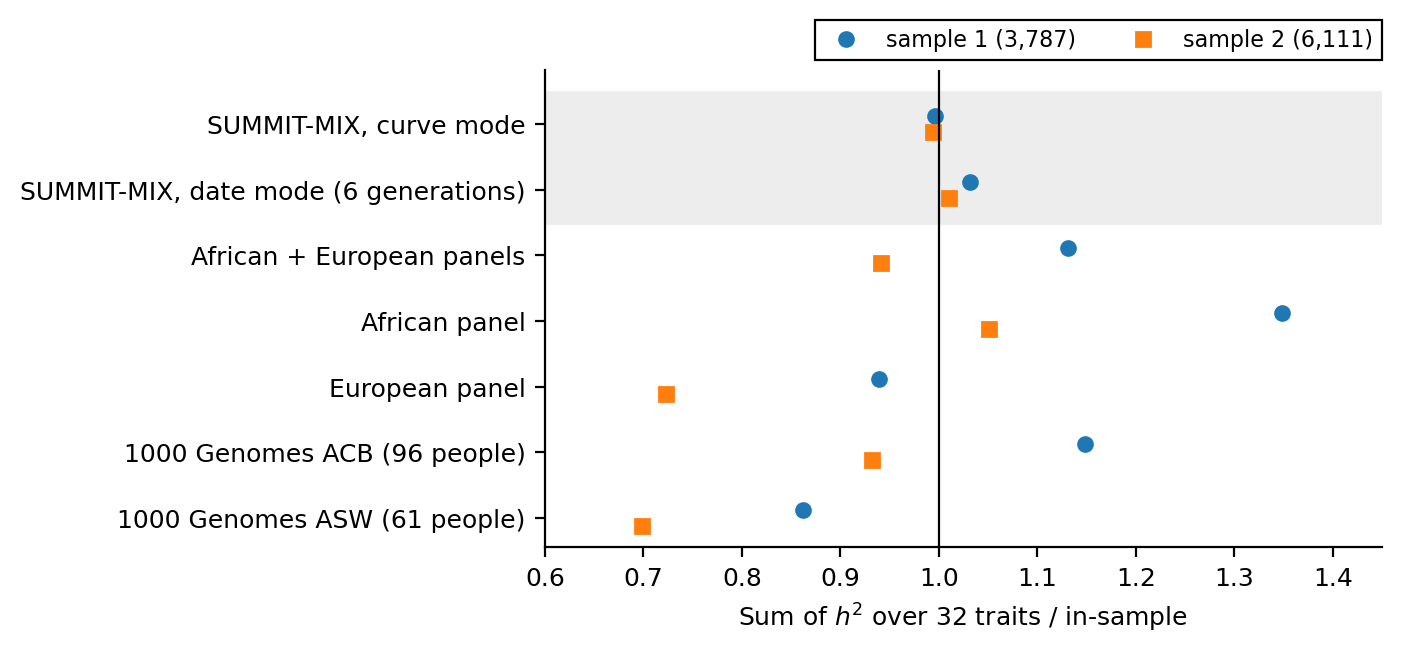 sample 1 (3,787)
sample 2 (6,111)
SUMMIT-MIX, curve mode
SUMMIT-MIX, date mode (6 generations)
African + European panels
African panel
European panel
1000 Genomes ACB (96 people)
1000 Genomes ASW (61 people)
0.6 0.7 0.8 0.9 1.0 1.1 1.2 1.3 1.4
Sum of h² over 32 traits / in-sample